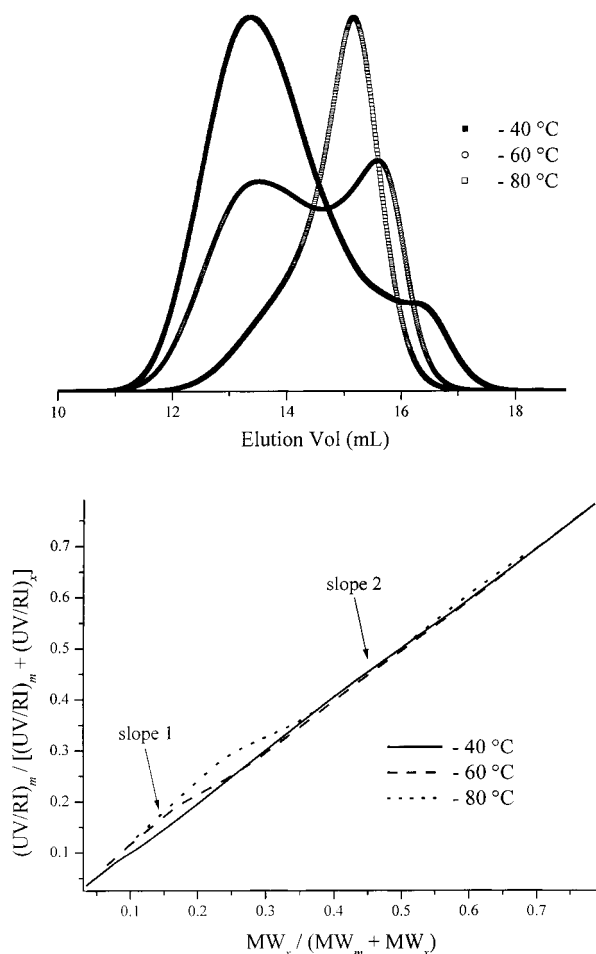 - 40 °C
- 60 °C
- 80 °C
10 12 14 16 18
Elution Vol (mL)
(UV/RI)m / [(UV/RI)m + (UV/RI)x]
0.7
0.6
0.5
0.4
0.3
0.2
0.1
slope 2
slope 1
- 40 °C
- 60 °C
- 80 °C
0.1 0.2 0.3 0.4 0.5 0.6 0.7
MWx / (MWm + MWx)